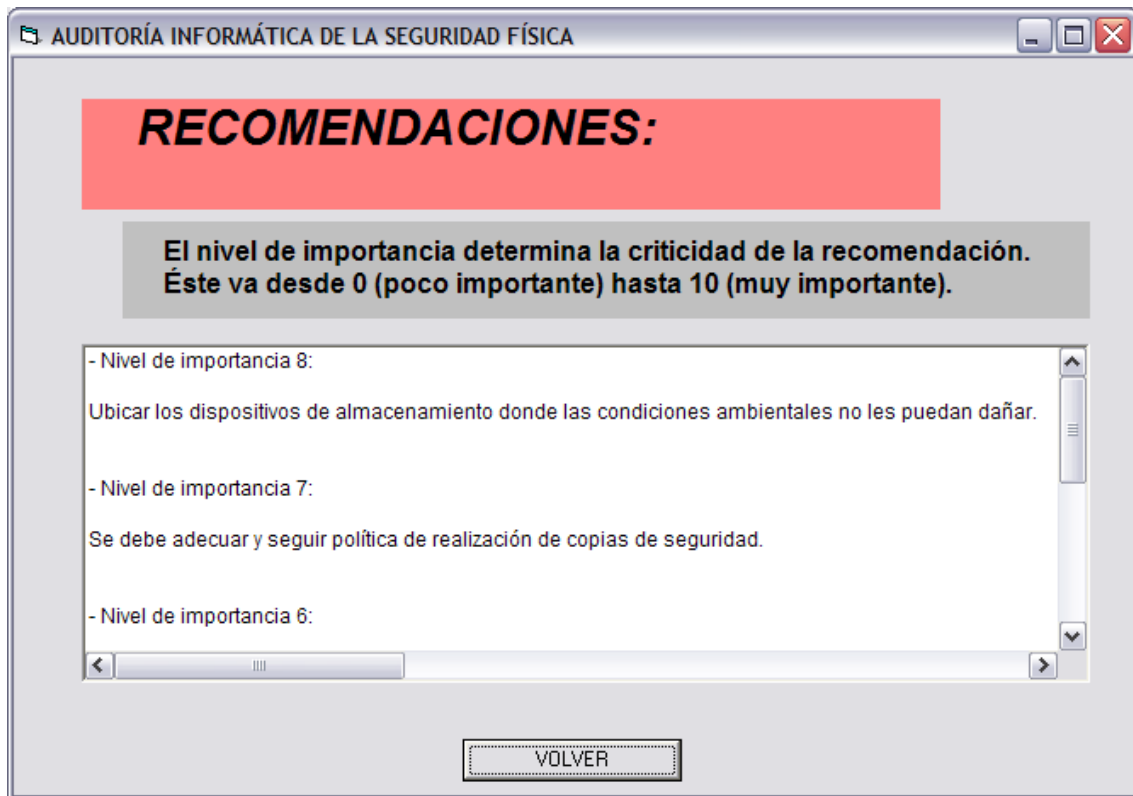 AUDITORÍA INFORMÁTICA DE LA SEGURIDAD FÍSICA
RECOMENDACIONES:
El nivel de importancia determina la criticidad de la recomendación.
Éste va desde 0 (poco importante) hasta 10 (muy importante).
- Nivel de importancia 8:
Ubicar los dispositivos de almacenamiento donde las condiciones ambientales no les puedan dañar.
- Nivel de importancia 7:
Se debe adecuar y seguir política de realización de copias de seguridad.
- Nivel de importancia 6:
VOLVER